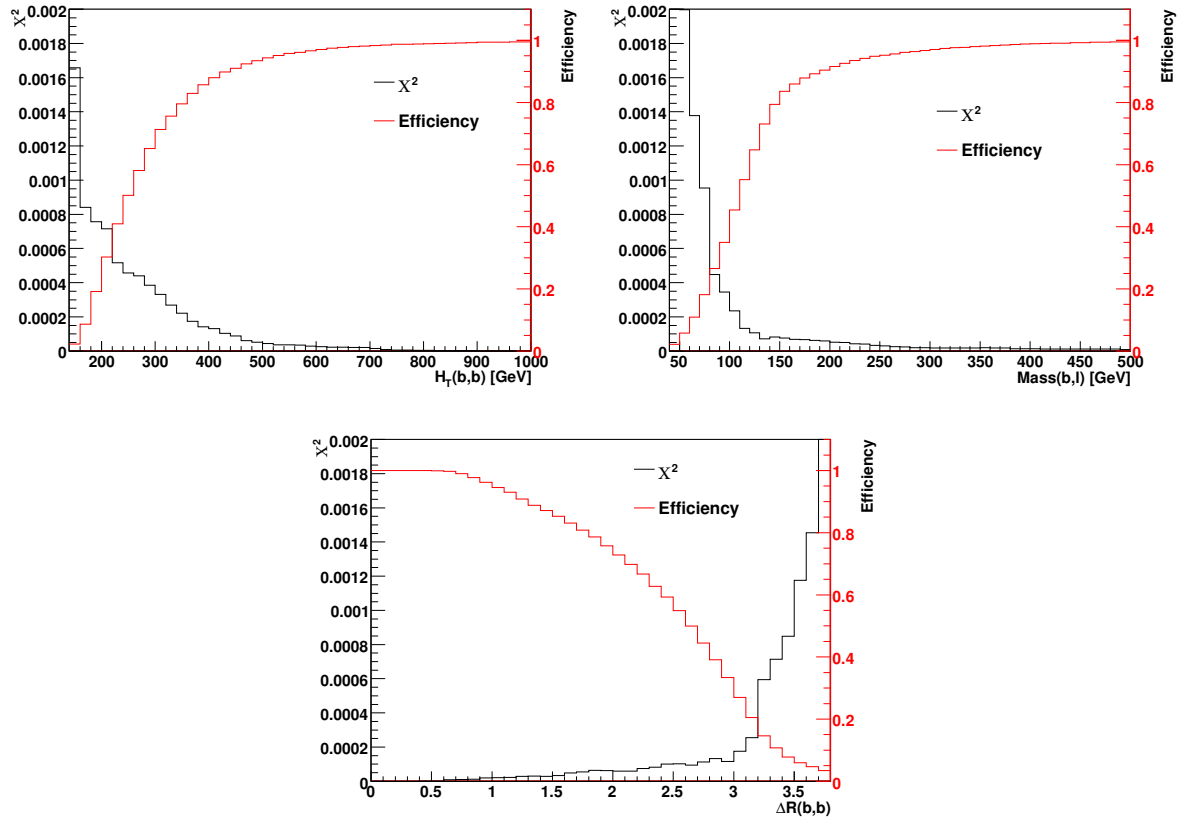 X²
0.002
0.0018
0.0016
0.0014
0.0012
0.001
0.0008
0.0006
0.0004
0.0002
0
200 300 400 500 600 700 800 900 1000
H_T(b,b) [GeV]
X²
Efficiency
1
0.8
0.6
0.4
0.2
0
Efficiency
X²
0.002
0.0018
0.0016
0.0014
0.0012
0.001
0.0008
0.0006
0.0004
0.0002
0
50 100 150 200 250 300 350 400 450 500
Mass(b,l) [GeV]
X²
Efficiency
1
0.8
0.6
0.4
0.2
0
Efficiency
X²
0.002
0.0018
0.0016
0.0014
0.0012
0.001
0.0008
0.0006
0.0004
0.0002
0
0 0.5 1 1.5 2 2.5 3 3.5
ΔR(b,b)
X²
Efficiency
1
0.8
0.6
0.4
0.2
0
Efficiency